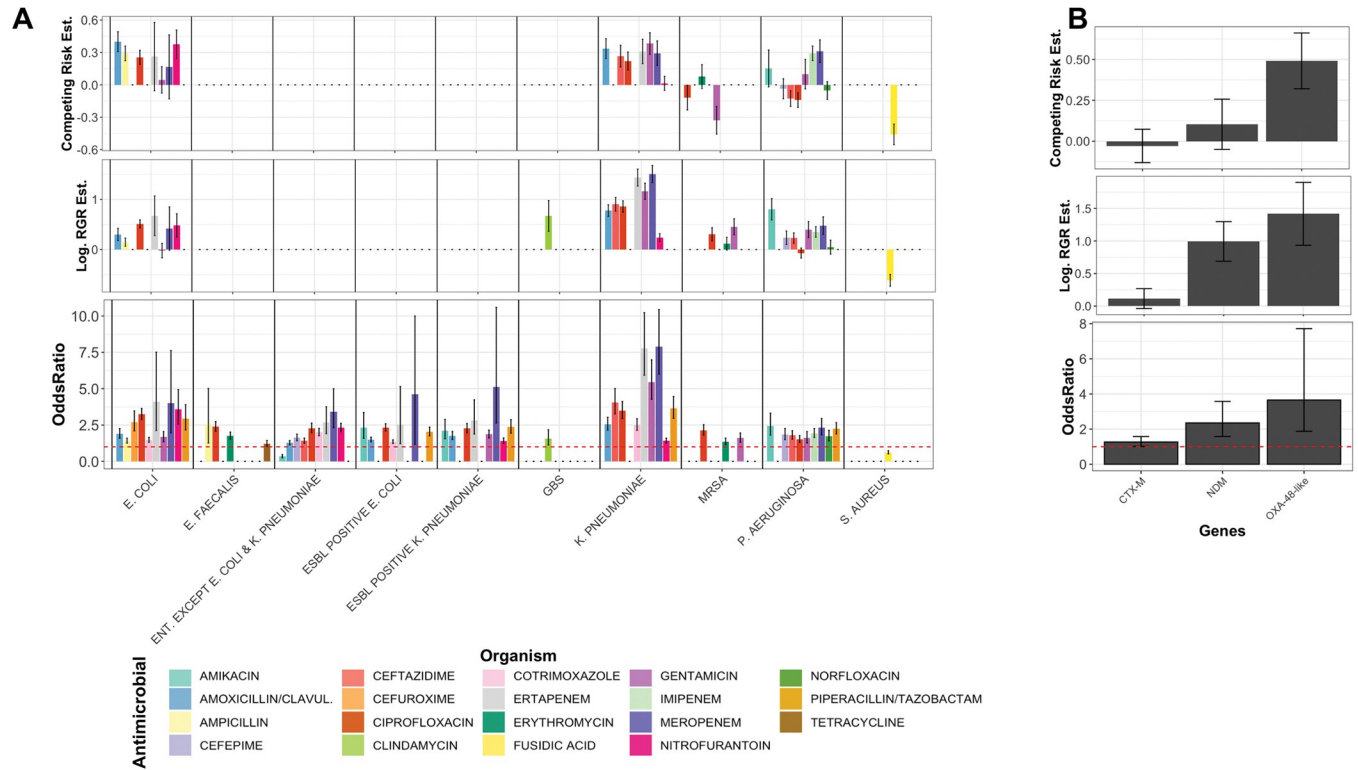 A
Competing Risk Est.
0.6
0.3
0.0
-0.3
-0.6
Log. RGR Est.
1
0
OddsRatio
10.0
7.5
5.0
2.5
0.0
E. COLI
E. FAECALIS
ENT. EXCEPT E. COLI & K. PNEUMONIAE
ESBL POSITIVE E. COLI
ESBL POSITIVE K. PNEUMONIAE
GBS
K. PNEUMONIAE
MRSA
P. AERUGINOSA
S. AUREUS
Organism
Antimicrobial
AMIKACIN
AMOXICILLIN/CLAVUL.
AMPICILLIN
CEFEPIME
CEFTAZIDIME
CEFUROXIME
CIPROFLOXACIN
CLINDAMYCIN
COTRIMOXAZOLE
ERTAPENEM
ERYTHROMYCIN
FUSIDIC ACID
GENTAMICIN
IMIPENEM
MEROPENEM
NITROFURANTOIN
NORFLOXACIN
PIPERACILLIN/TAZOBACTAM
TETRACYCLINE
B
Competing Risk Est.
0.50
0.25
0.00
Log. RGR Est.
1.5
1.0
0.5
0.0
OddsRatio
8
6
4
2
0
CTX-M
NDM
OXA-48-like
Genes